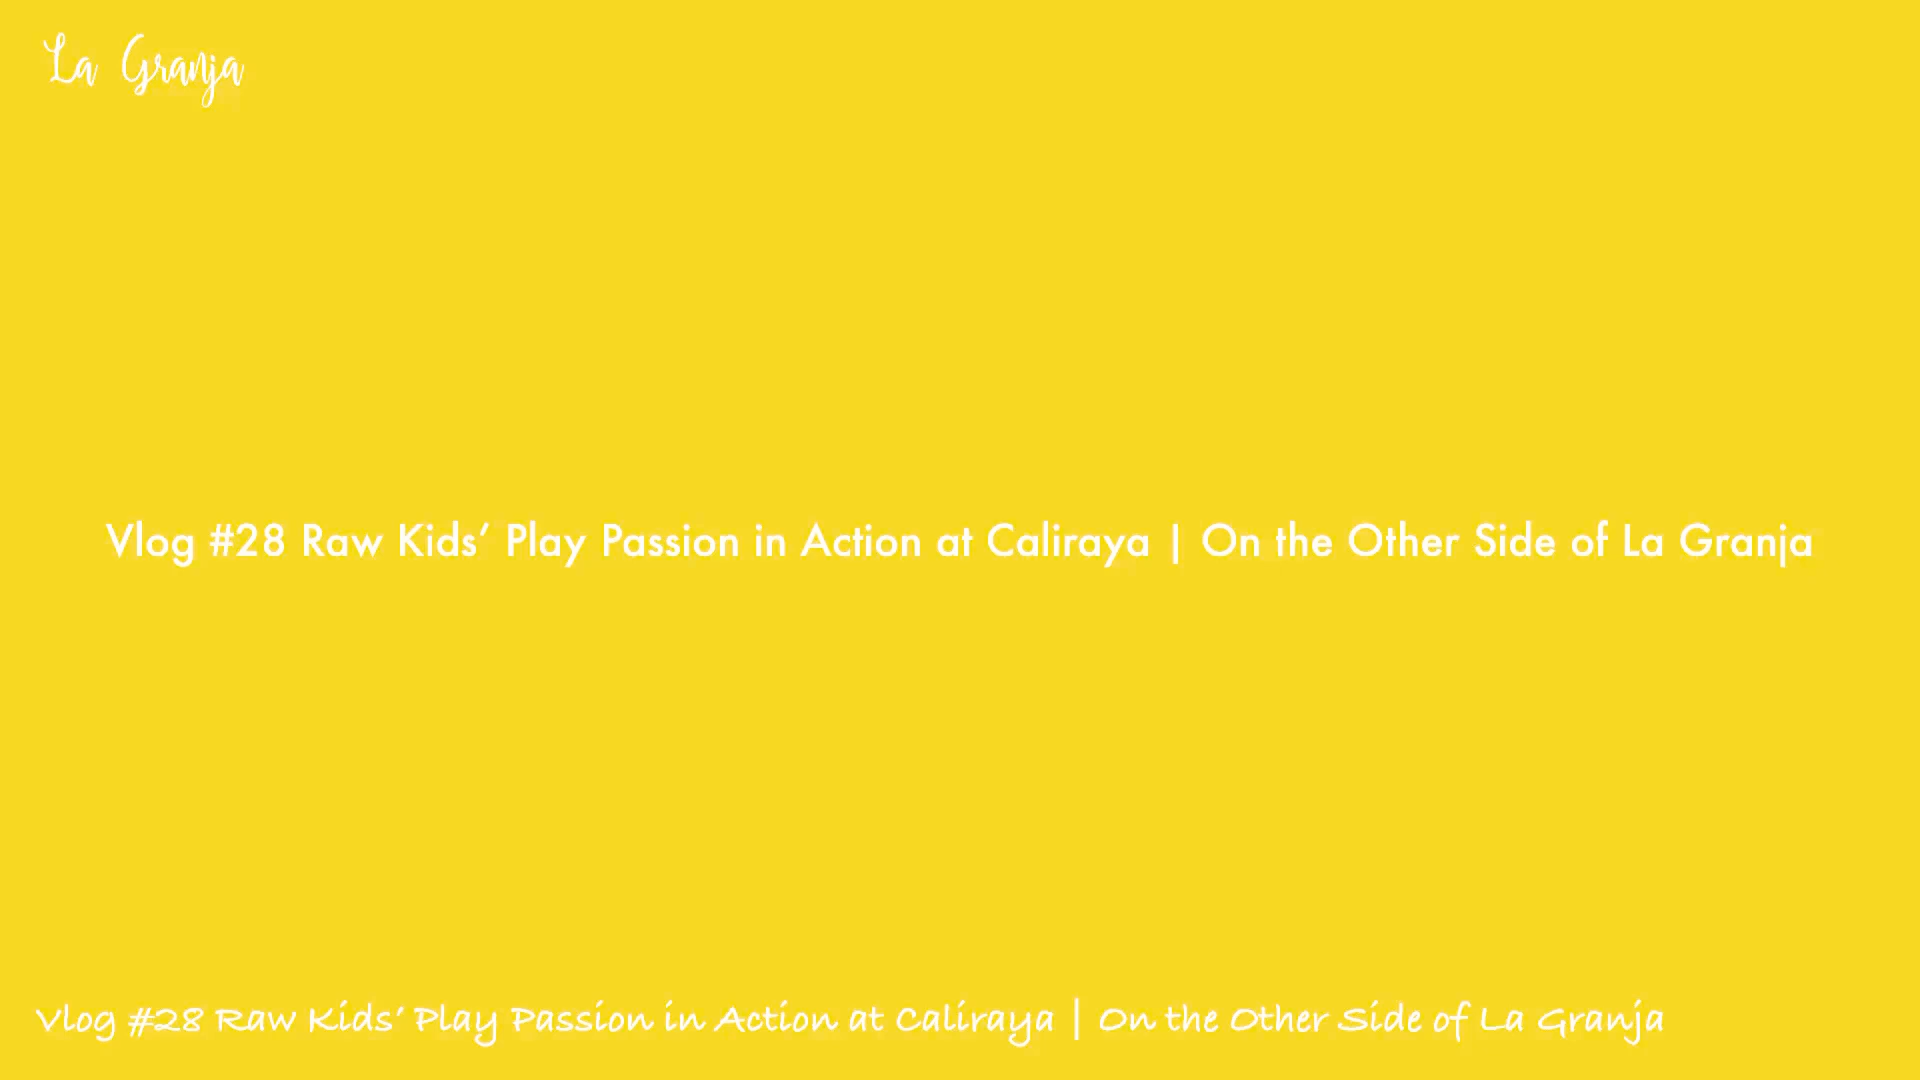 La Granja
Vlog #28 Raw Kids’ Play Passion in Action at Caliraya | On the Other Side of La Granja
Vlog #28 Raw Kids’ Play Passion in Action at Caliraya | On the Other Side of La Granja